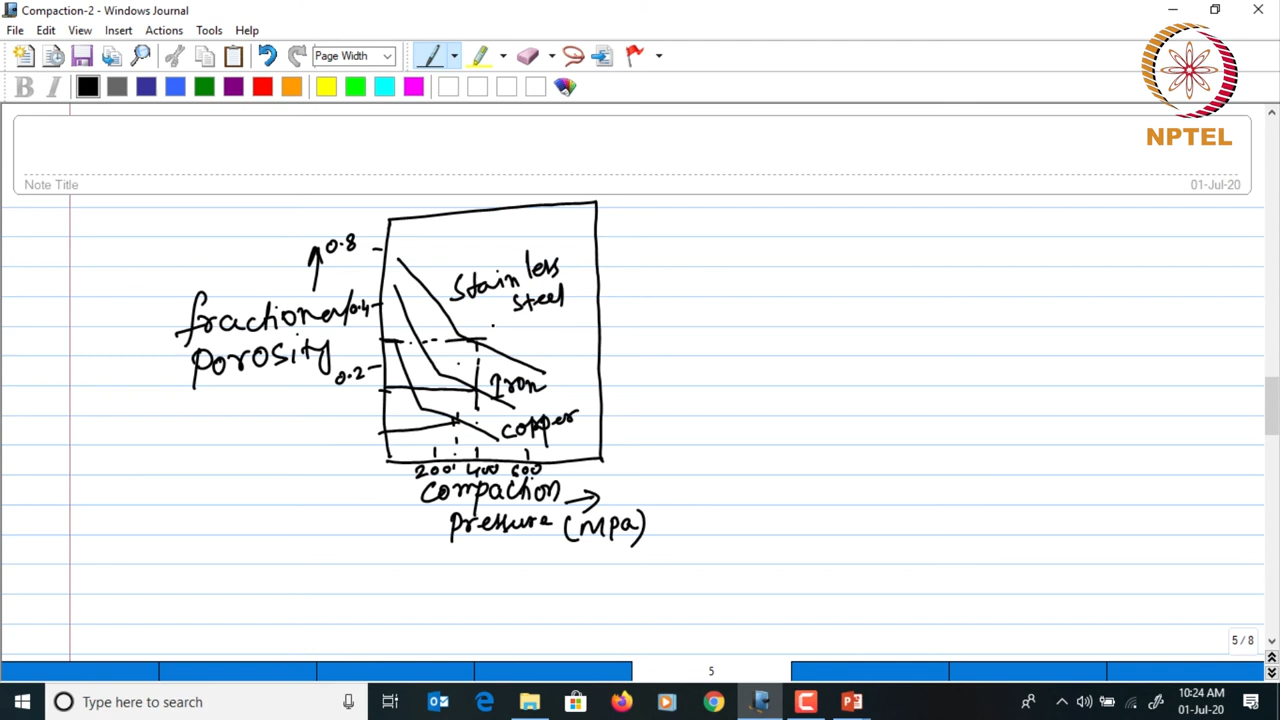 Compaction-2 - Windows Journal
File Edit View Insert Actions Tools Help
Page Width
B I
NPTEL
Note Title
01-Jul-20
0.8
Stainless
steel
fractional
0.4
porosity
0.2
Iron
copper
200 400 600
Compaction
Pressure (MPa)
5 / 8
5
Type here to search
10:24 AM
01-Jul-20